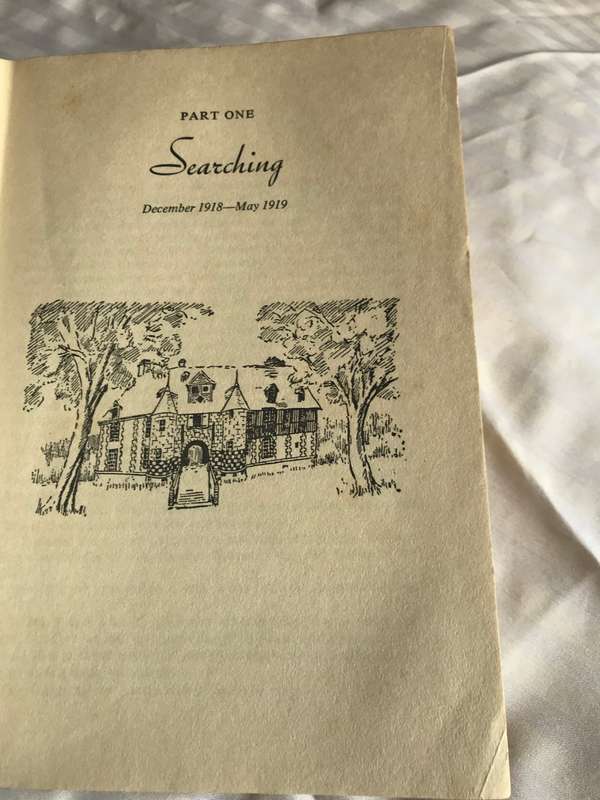 PART ONE
Searching
December 1918—May 1919